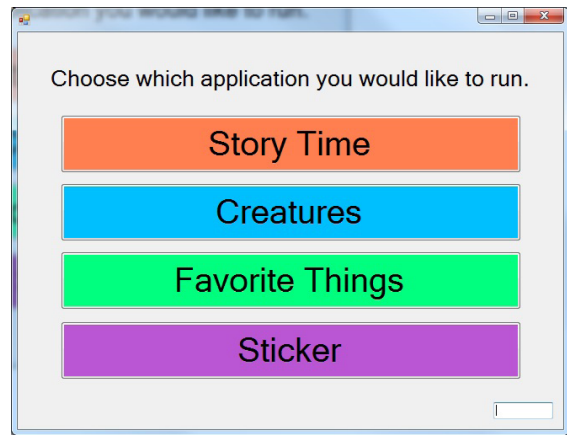 Choose which application you would like to run.
Story Time
Creatures
Favorite Things
Sticker